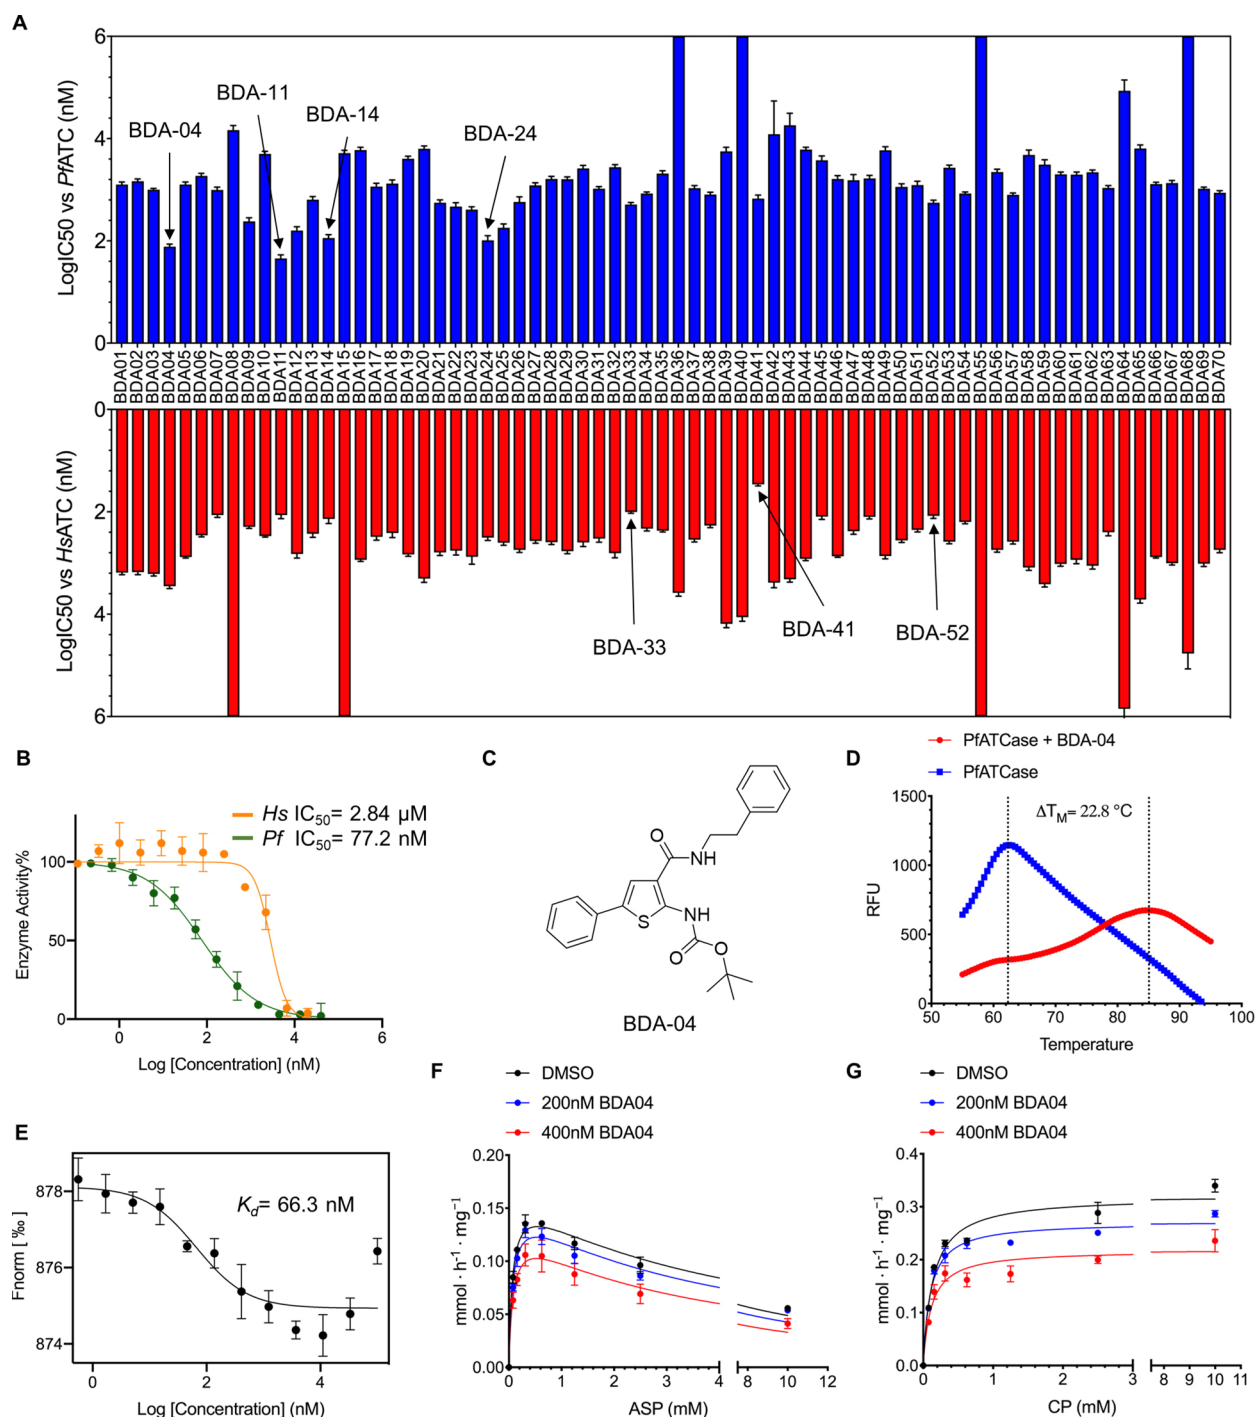 A
LogIC50 vs PfATC (nM)
6
4
2
0
BDA-04
BDA-11
BDA-14
BDA-24
BDA01
BDA02
BDA03
BDA04
BDA05
BDA06
BDA07
BDA08
BDA09
BDA10
BDA11
BDA12
BDA13
BDA14
BDA15
BDA16
BDA17
BDA18
BDA19
BDA20
BDA21
BDA22
BDA23
BDA24
BDA25
BDA26
BDA27
BDA28
BDA29
BDA30
BDA31
BDA32
BDA33
BDA34
BDA35
BDA36
BDA37
BDA38
BDA39
BDA40
BDA41
BDA42
BDA43
BDA44
BDA45
BDA46
BDA47
BDA48
BDA49
BDA50
BDA51
BDA52
BDA53
BDA54
BDA55
BDA56
BDA57
BDA58
BDA59
BDA60
BDA61
BDA62
BDA63
BDA64
BDA65
BDA66
BDA67
BDA68
BDA69
BDA70
LogIC50 vs HsATC (nM)
0
2
4
6
BDA-33
BDA-41
BDA-52
B
Hs IC50= 2.84 µM
Pf IC50= 77.2 nM
Enzyme Activity%
100
50
0
0 2 4 6
Log [Concentration] (nM)
C
O
NH
S
NH
O
O
BDA-04
D
PfATCase + BDA-04
PfATCase
ΔTM= 22.8 °C
RFU
1500
1000
500
0
50 60 70 80 90 100
Temperature
E
Kd= 66.3 nM
Fnorm [‰]
878
876
874
0 2 4
Log [Concentration] (nM)
F
DMSO
200nM BDA04
400nM BDA04
mmol · h-1 · mg-1
0.20
0.15
0.10
0.05
0.00
0 1 2 3 4 8 10 12
ASP (mM)
G
DMSO
200nM BDA04
400nM BDA04
mmol · h-1 · mg-1
0.4
0.3
0.2
0.1
0.0
0 1 2 3 8 9 10 11
CP (mM)